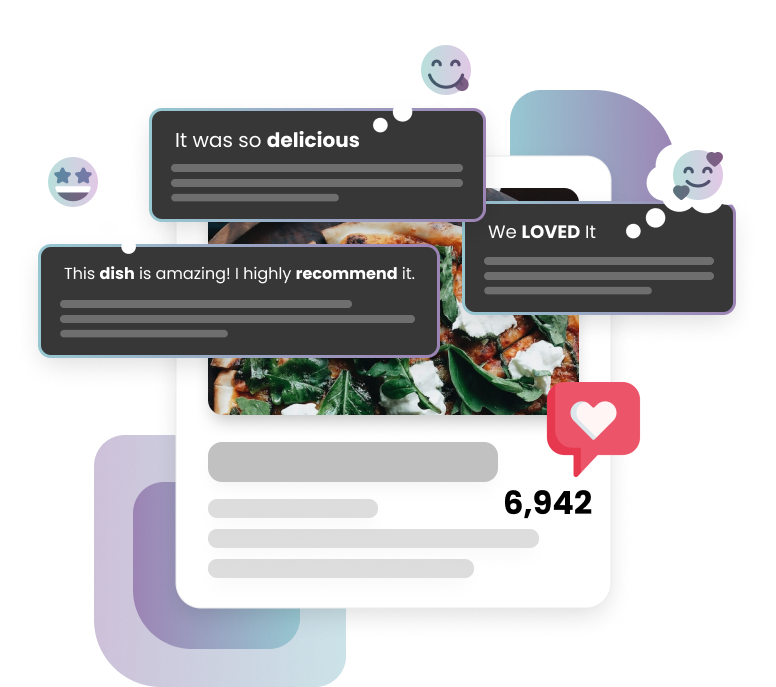 It was so delicious
We LOVED It
This dish is amazing! I highly recommend it.
6,942